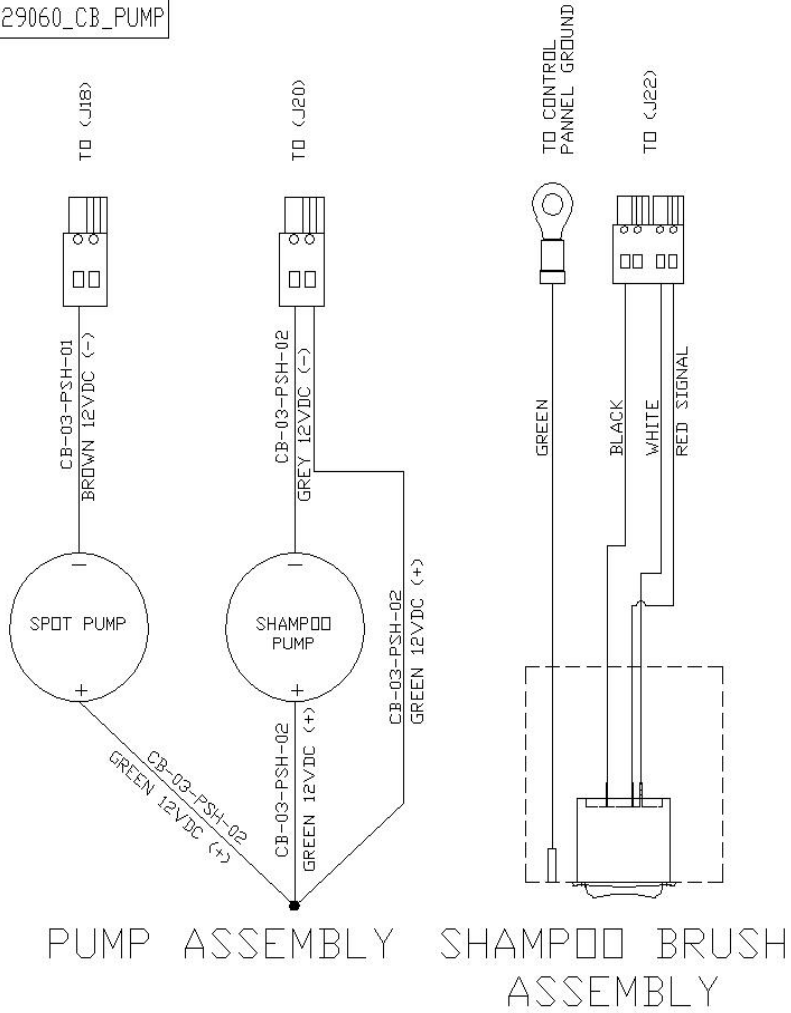 29060_CB_PUMP
TO (J18)
TO (J20)
TO CONTROL
PANNEL GROUND
TO (J22)
CB-03-PSH-01
BROWN 12VDC (-)
CB-03-PSH-02
GREY 12VDC (-)
GREEN
BLACK
WHITE
RED SIGNAL
-
SPOT PUMP
+
-
SHAMPOO
PUMP
+
CB-03-PSH-02
GREEN 12VDC (+)
CB-03-PSH-02
GREEN 12VDC (+)
CB-03-PSH-02
GREEN 12VDC (+)
PUMP ASSEMBLY
SHAMPOO BRUSH
ASSEMBLY